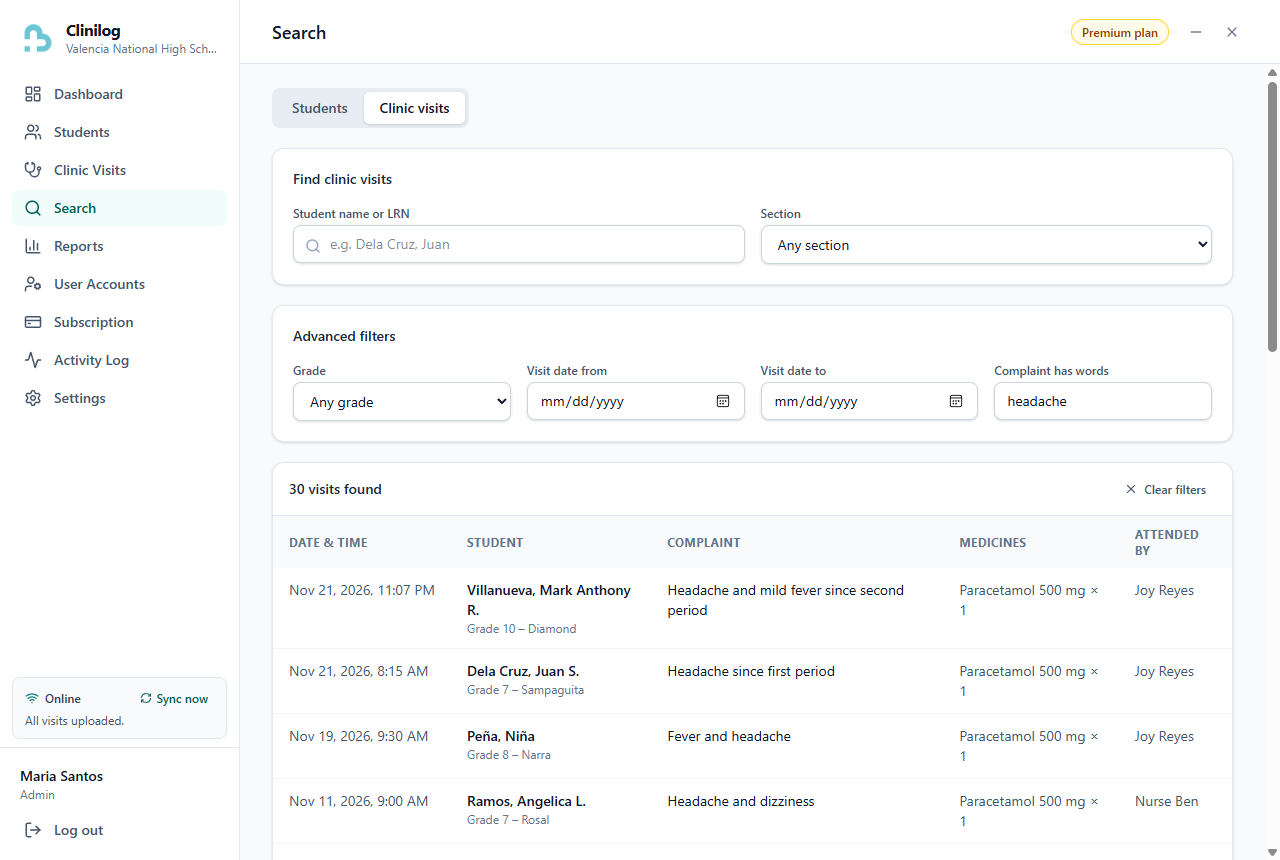 Clinilog
Valencia National High Sch...
Dashboard
Students
Clinic Visits
Search
Reports
User Accounts
Subscription
Activity Log
Settings
Online
Sync now
All visits uploaded.
Maria Santos
Admin
Log out
Search
Premium plan
Students
Clinic visits
Find clinic visits
Student name or LRN
e.g. Dela Cruz, Juan
Section
Any section
Advanced filters
Grade
Any grade
Visit date from
mm/dd/yyyy
Visit date to
mm/dd/yyyy
Complaint has words
headache
30 visits found
Clear filters
DATE & TIME
STUDENT
COMPLAINT
MEDICINES
ATTENDED
BY
Nov 21, 2026, 11:07 PM
Villanueva, Mark Anthony
R.
Grade 10 – Diamond
Headache and mild fever since second
period
Paracetamol 500 mg ×
1
Joy Reyes
Nov 21, 2026, 8:15 AM
Dela Cruz, Juan S.
Grade 7 – Sampaguita
Headache since first period
Paracetamol 500 mg ×
1
Joy Reyes
Nov 19, 2026, 9:30 AM
Peña, Niña
Grade 8 – Narra
Fever and headache
Paracetamol 500 mg ×
1
Joy Reyes
Nov 11, 2026, 9:00 AM
Ramos, Angelica L.
Grade 7 – Rosal
Headache and dizziness
Paracetamol 500 mg ×
1
Nurse Ben